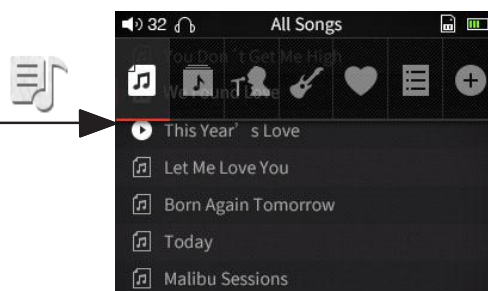 32 All Songs
You Don´t Get Me High
We Found Love
This Year’s Love
Let Me Love You
Born Again Tomorrow
Today
Malibu Sessions